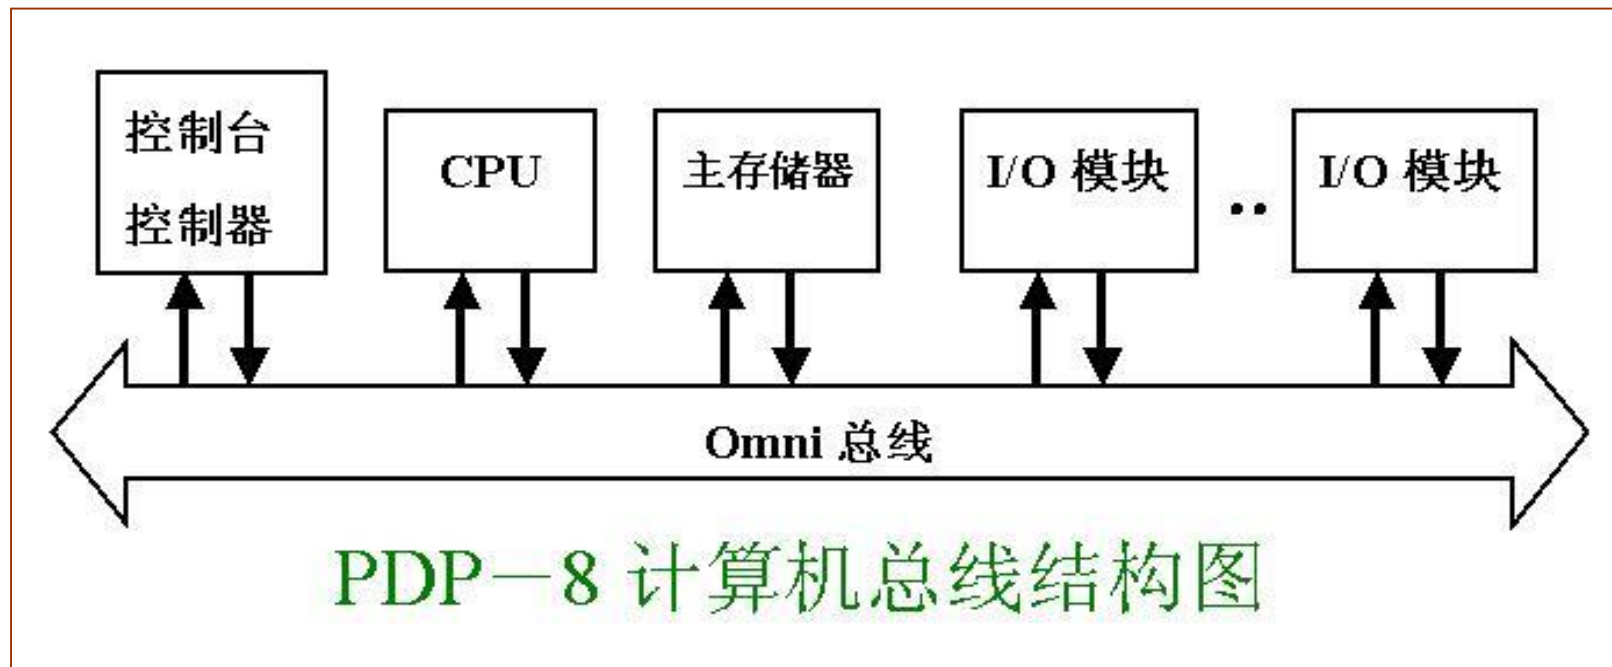 控制台
控制器
CPU
主存储器
I/O 模块
··
I/O 模块
Omni 总线
PDP－8 计算机总线结构图